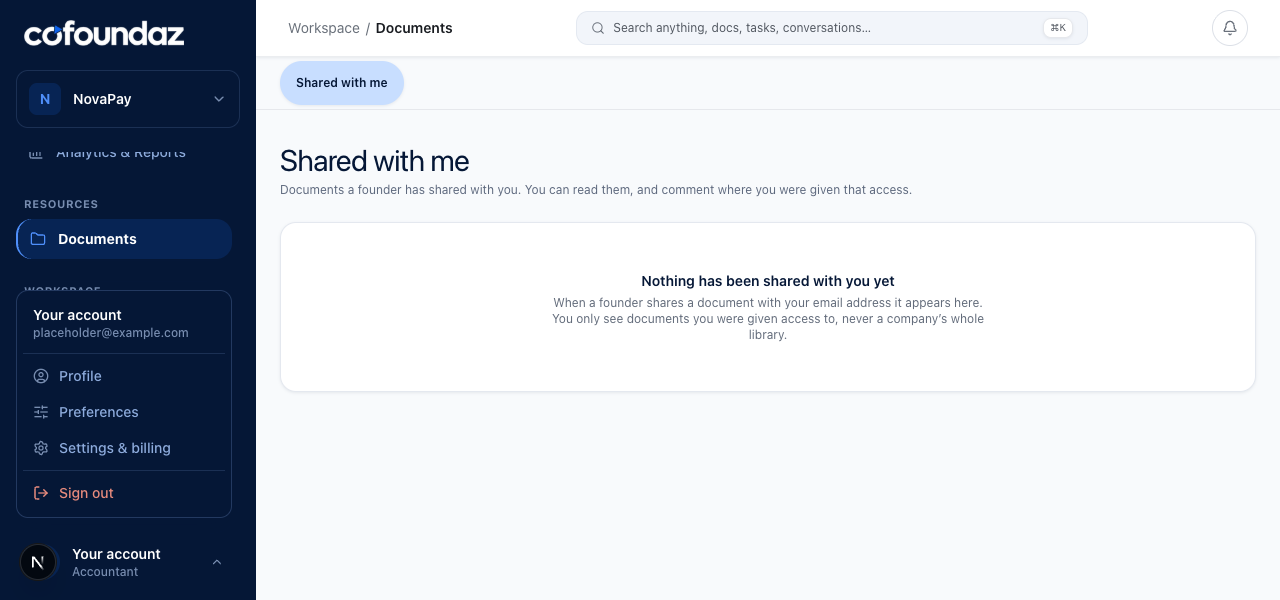 cofoundaz
N
NovaPay
Analytics & Reports
RESOURCES
Documents
WORKSPACE
Your account
placeholder@example.com
Profile
Preferences
Settings & billing
Sign out
N
Your account
Accountant
Workspace / Documents
Search anything, docs, tasks, conversations...
⌘K
Shared with me
Shared with me
Documents a founder has shared with you. You can read them, and comment where you were given that access.
Nothing has been shared with you yet
When a founder shares a document with your email address it appears here.
You only see documents you were given access to, never a company's whole
library.